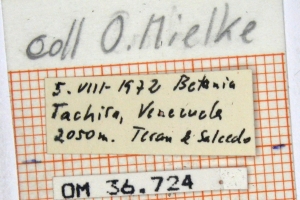 coll O. Mielke
5. VIII-1972 Betania
Tachira, Venezuela
2050m. Teran & Salcedo
OM 36.724